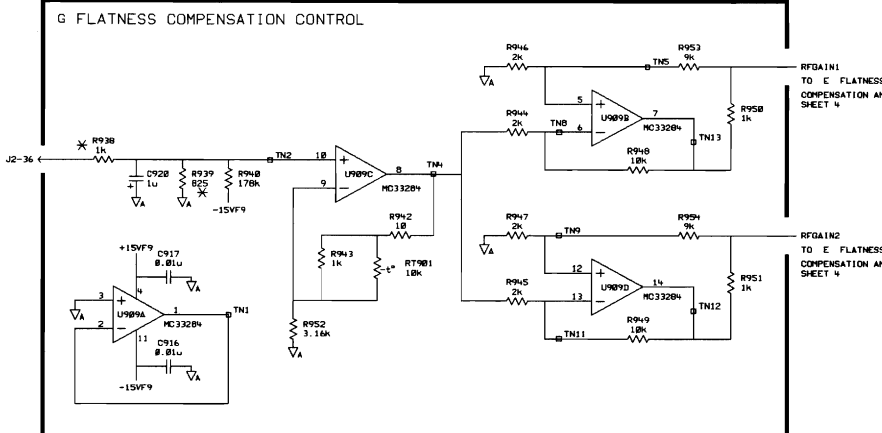 G FLATNESS COMPENSATION CONTROL
R946
2k
A
TN5
R953
9k
RFGAIN1
TO E FLATNESS
COMPENSATION AN
SHEET 4
5
+
6
−
U909B
7
MC33284
R950
1k
TN13
R944
2k
TN8
R948
10k
J2-36
* R938
1k
C920
1u
+
A
R939
825
*
A
R940
178k
-15VF9
TN2
10
+
9
−
U909C
8
MC33284
TN4
R942
10
R943
1k
-t°
RT901
10k
R952
3.16k
A
R947
2k
A
TN9
R954
9k
RFGAIN2
TO E FLATNESS
COMPENSATION AN
SHEET 4
12
+
13
−
U909D
14
MC33284
R951
1k
TN12
R945
2k
TN11
R949
10k
+15VF9
C917
0.01u
A
4
3
+
A
2
−
U909A
1
MC33284
TN1
11
C916
0.01u
A
-15VF9